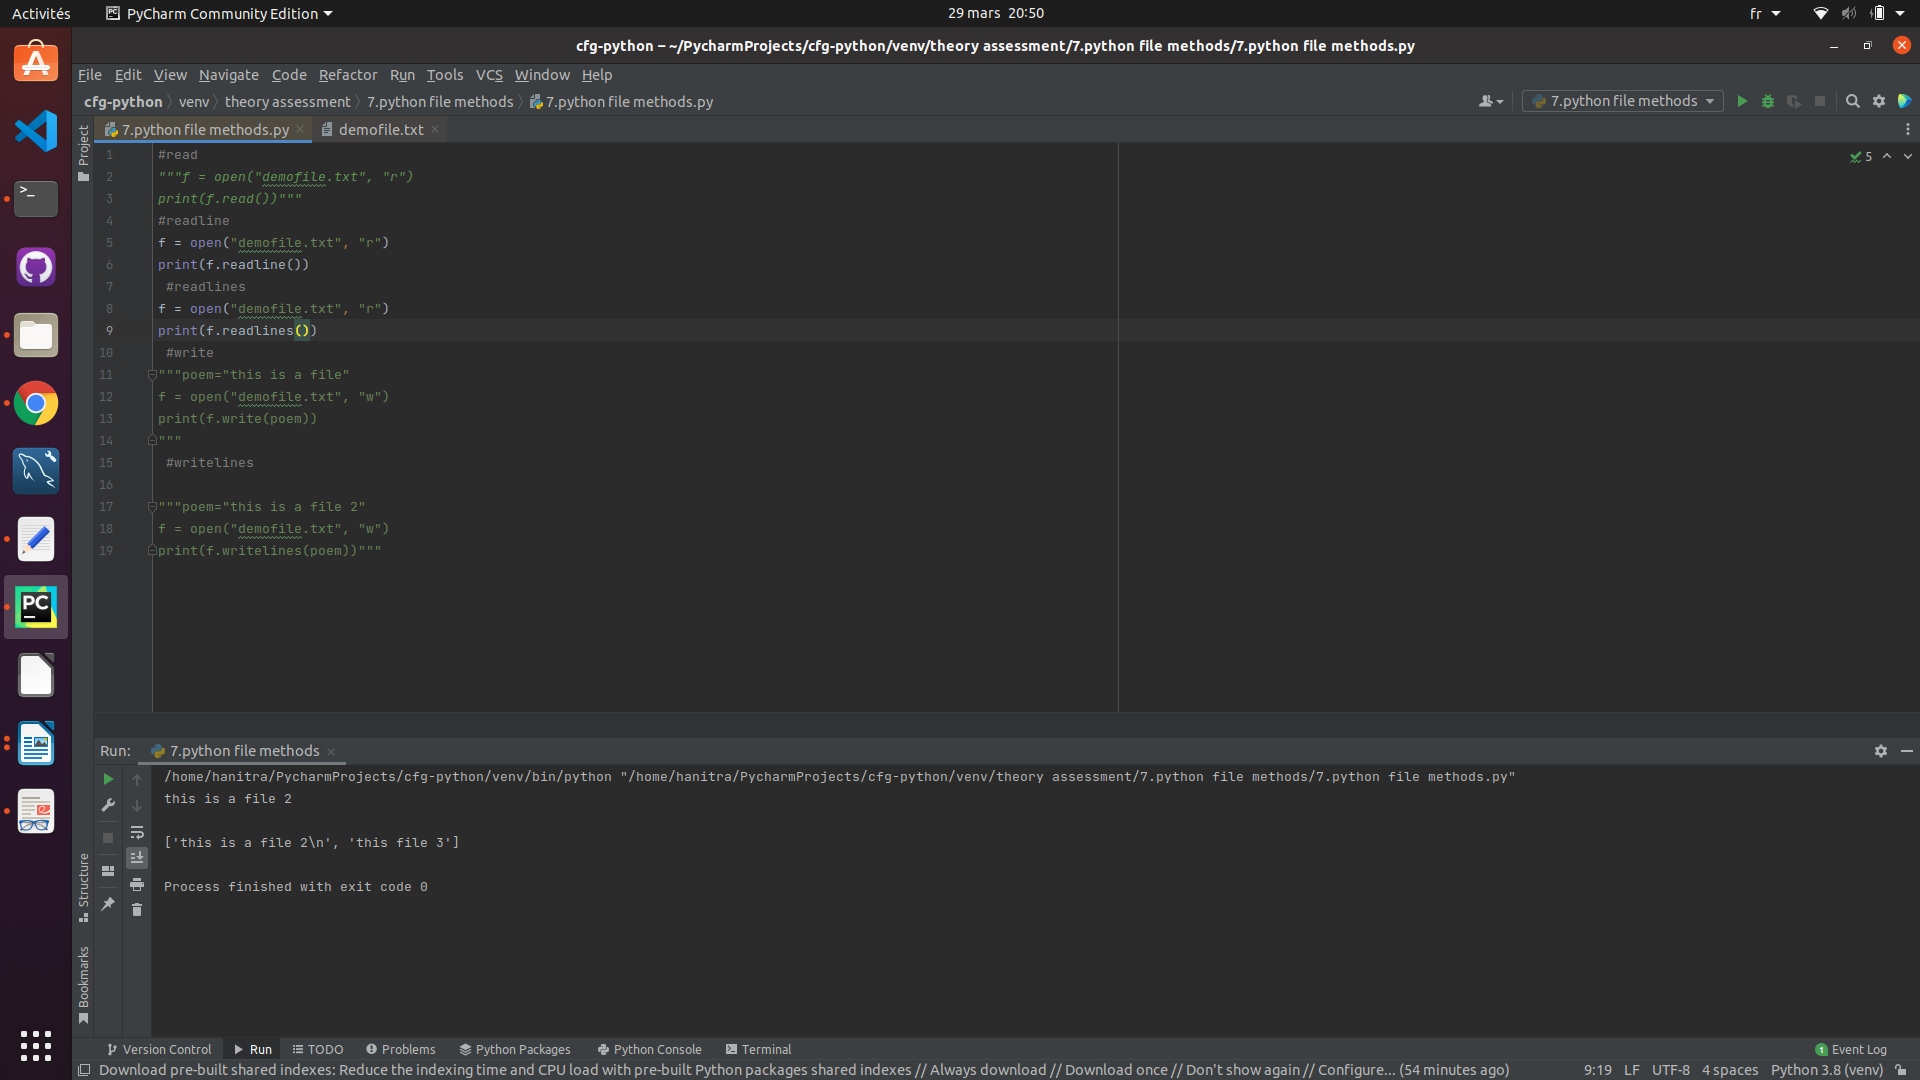 Activités PyCharm Community Edition 29 mars 20:50 fr
cfg-python – ~/PycharmProjects/cfg-python/venv/theory assessment/7.python file methods/7.python file methods.py
File Edit View Navigate Code Refactor Run Tools VCS Window Help
cfg-python venv theory assessment 7.python file methods 7.python file methods.py 7.python file methods
7.python file methods.py demofile.txt
Project
5
1 #read
2 """f = open("demofile.txt", "r")
3 print(f.read())"""
4 #readline
5 f = open("demofile.txt", "r")
6 print(f.readline())
7 #readlines
8 f = open("demofile.txt", "r")
9 print(f.readlines())
10 #write
11 """poem="this is a file"
12 f = open("demofile.txt", "w")
13 print(f.write(poem))
14 """
15 #writelines
16
17 """poem="this is a file 2"
18 f = open("demofile.txt", "w")
19 print(f.writelines(poem))"""
Run: 7.python file methods
/home/hanitra/PycharmProjects/cfg-python/venv/bin/python "/home/hanitra/PycharmProjects/cfg-python/venv/theory assessment/7.python file methods/7.python file methods.py"
this is a file 2
['this is a file 2\n', 'this file 3']
Process finished with exit code 0
Structure
Bookmarks
Version Control Run TODO Problems Python Packages Python Console Terminal 1 Event Log
Download pre-built shared indexes: Reduce the indexing time and CPU load with pre-built Python packages shared indexes // Always download // Download once // Don't show again // Configure... (54 minutes ago) 9:19 LF UTF-8 4 spaces Python 3.8 (venv)
PC